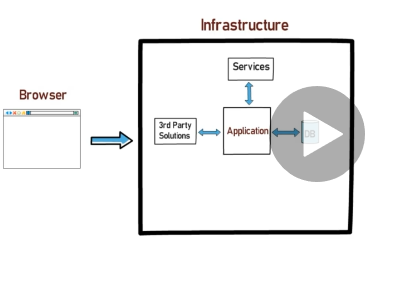 Infrastructure
Services
Browser
3rd Party
Solutions
Application
DB